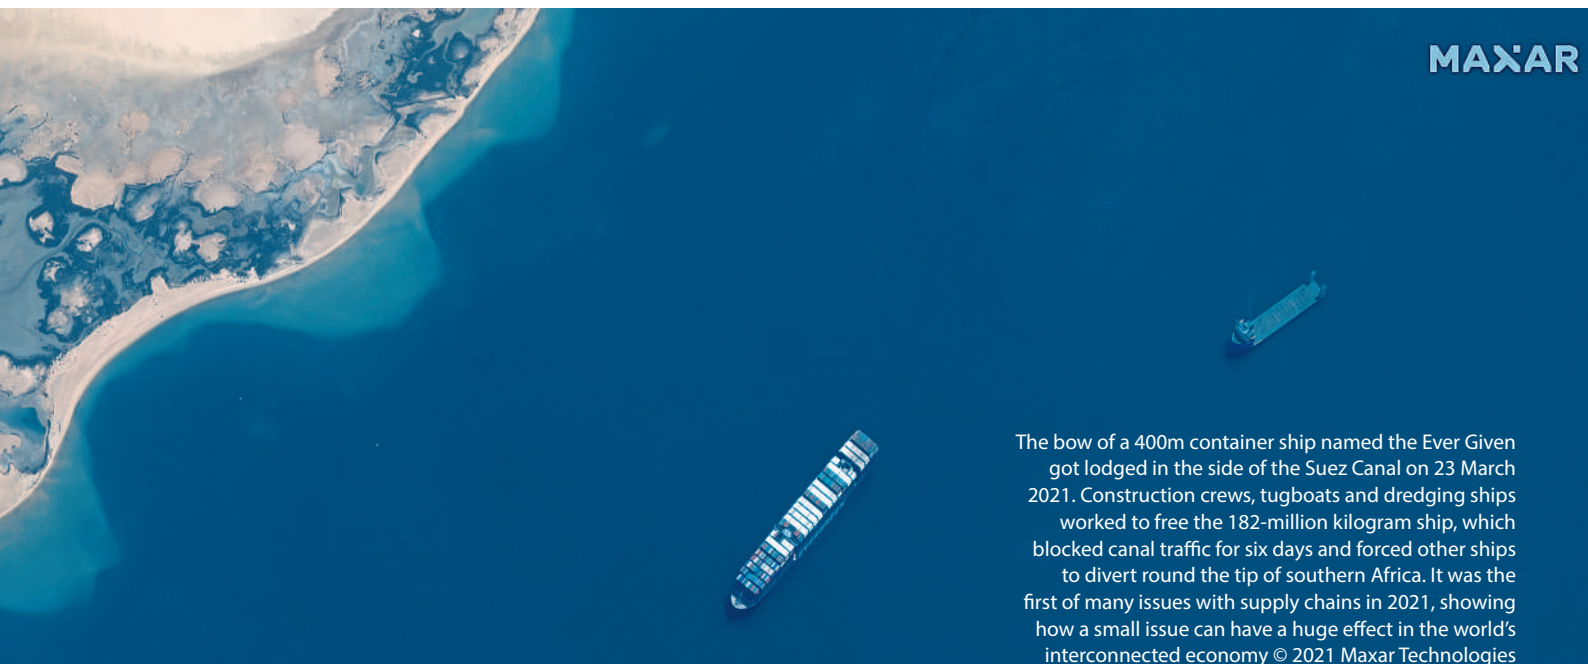 MAXAR
The bow of a 400m container ship named the Ever Given
got lodged in the side of the Suez Canal on 23 March
2021. Construction crews, tugboats and dredging ships
worked to free the 182-million kilogram ship, which
blocked canal traffic for six days and forced other ships
to divert round the tip of southern Africa. It was the
first of many issues with supply chains in 2021, showing
how a small issue can have a huge effect in the world’s
interconnected economy © 2021 Maxar Technologies